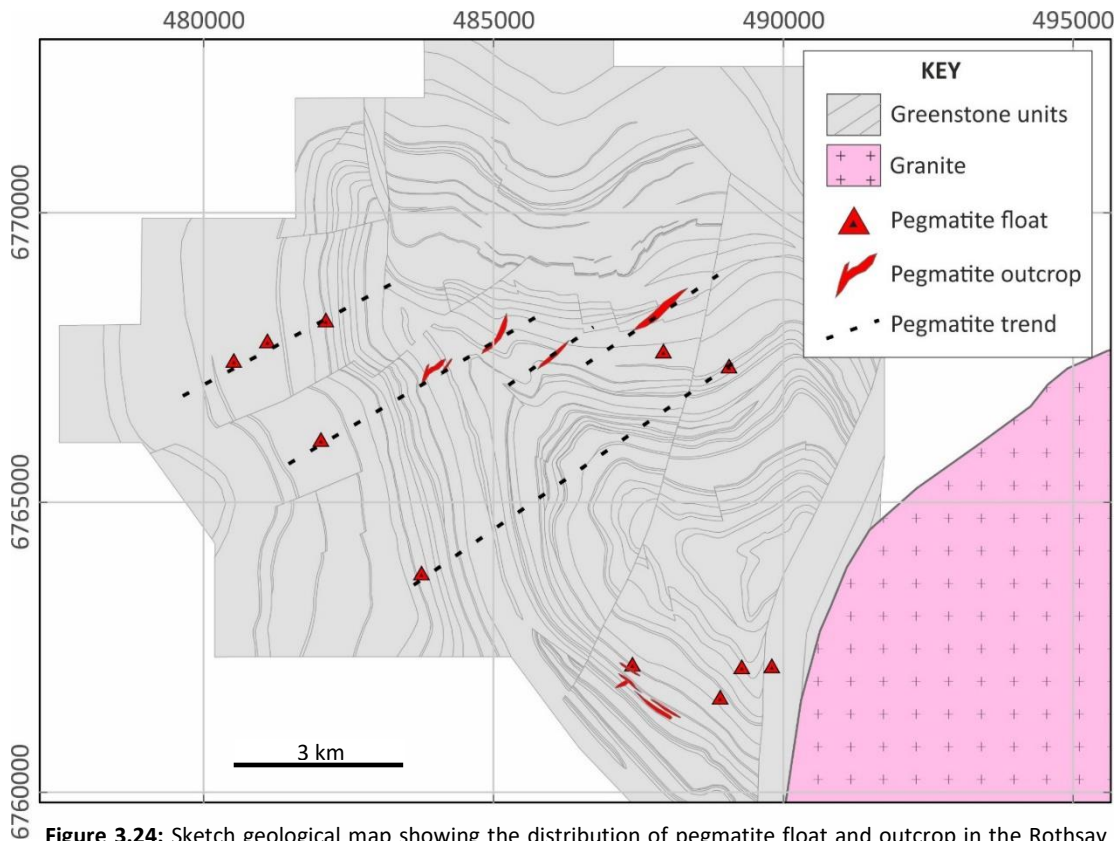 480000 485000 490000 495000
KEY
Greenstone units
Granite
Pegmatite float
Pegmatite outcrop
Pegmatite trend
6770000
6765000
6760000
3 km
Figure 3.24: Sketch geological map showing the distribution of pegmatite float and outcrop in the Rothsay